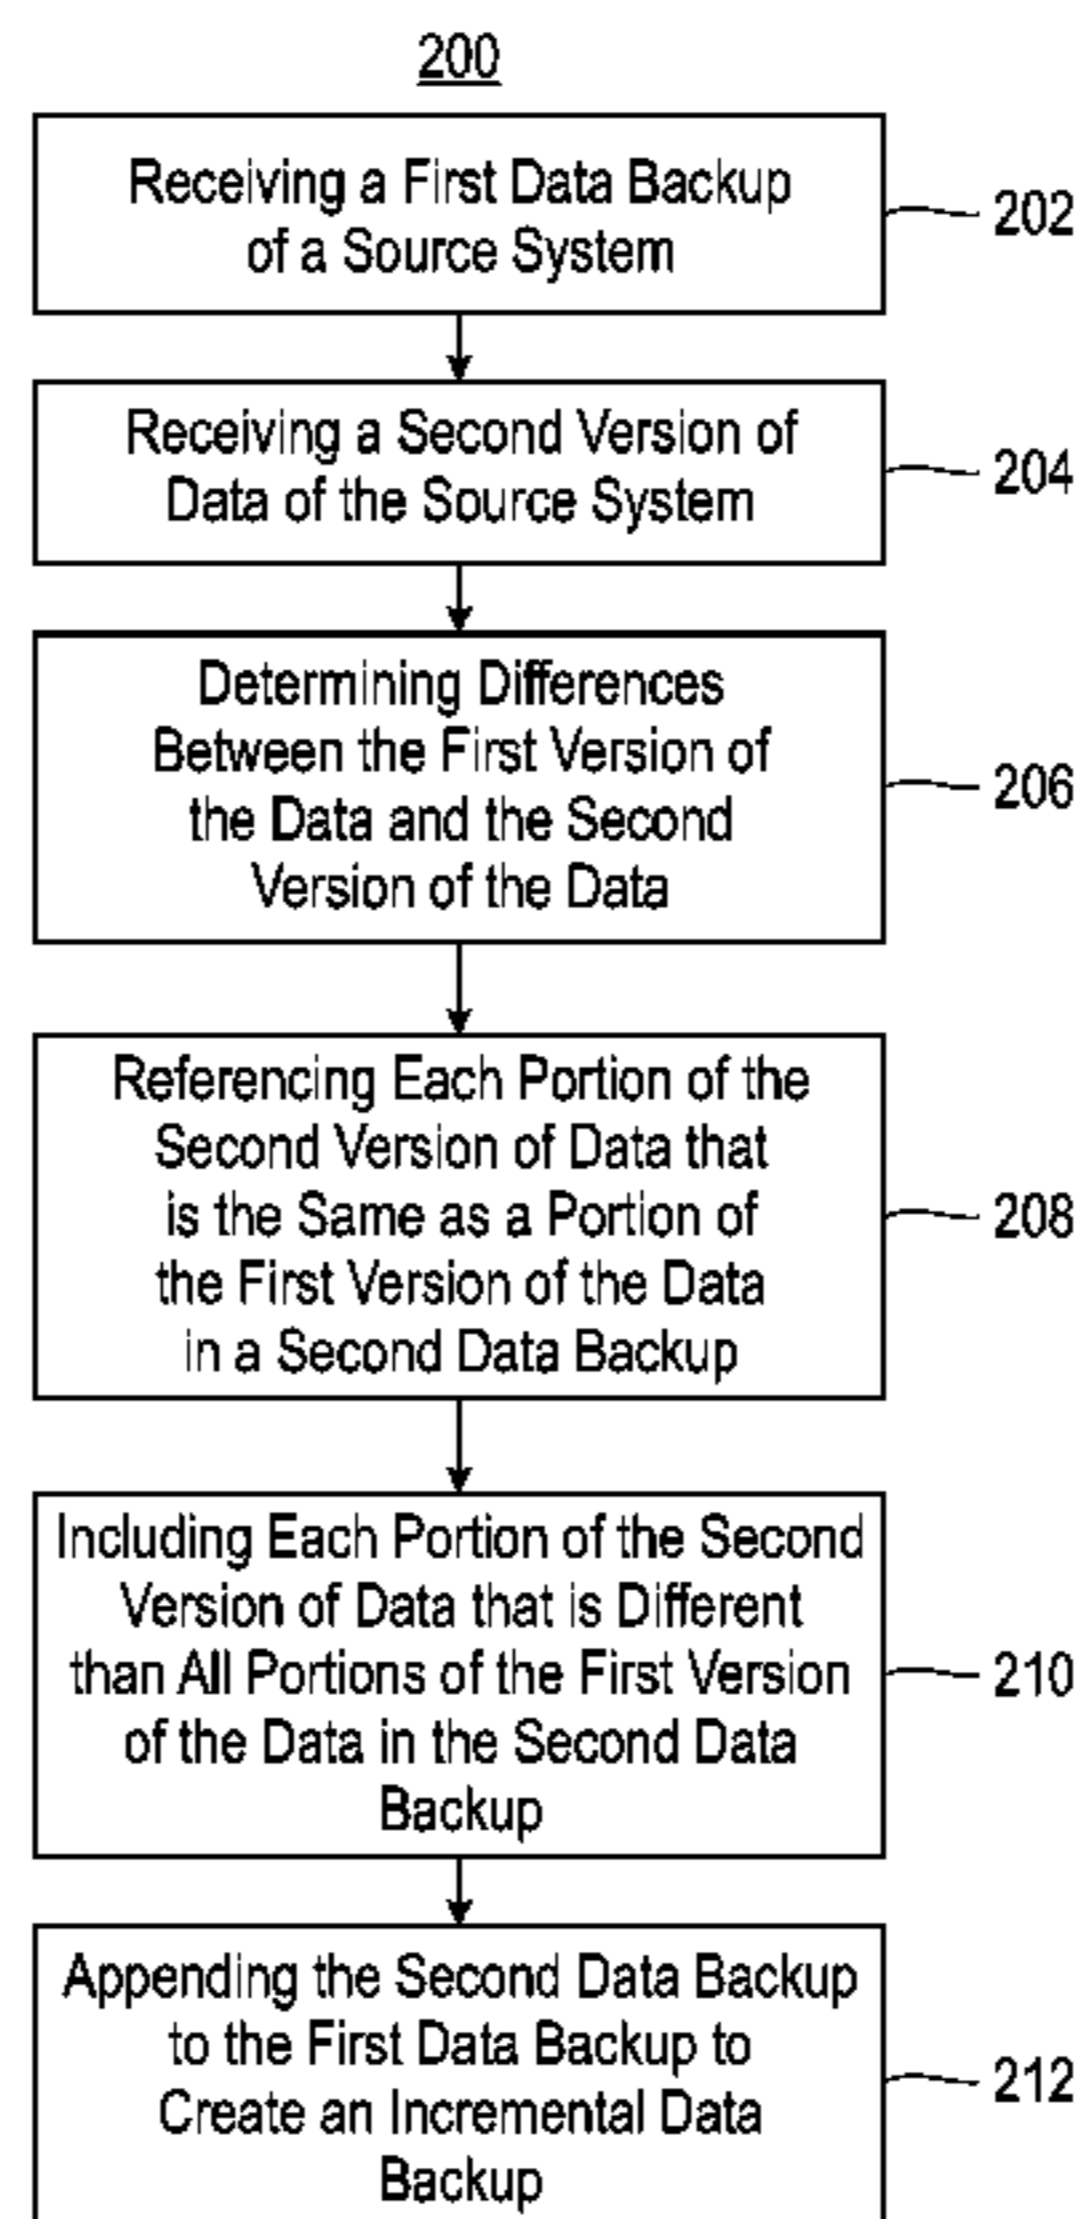 200
Receiving a First Data Backup
of a Source System
202
Receiving a Second Version of
Data of the Source System
204
Determining Differences
Between the First Version of
the Data and the Second
Version of the Data
206
Referencing Each Portion of the
Second Version of Data that
is the Same as a Portion of
the First Version of the Data
in a Second Data Backup
208
Including Each Portion of the Second
Version of Data that is Different
than All Portions of the First Version
of the Data in the Second Data
Backup
210
Appending the Second Data Backup
to the First Data Backup to
Create an Incremental Data
Backup
212